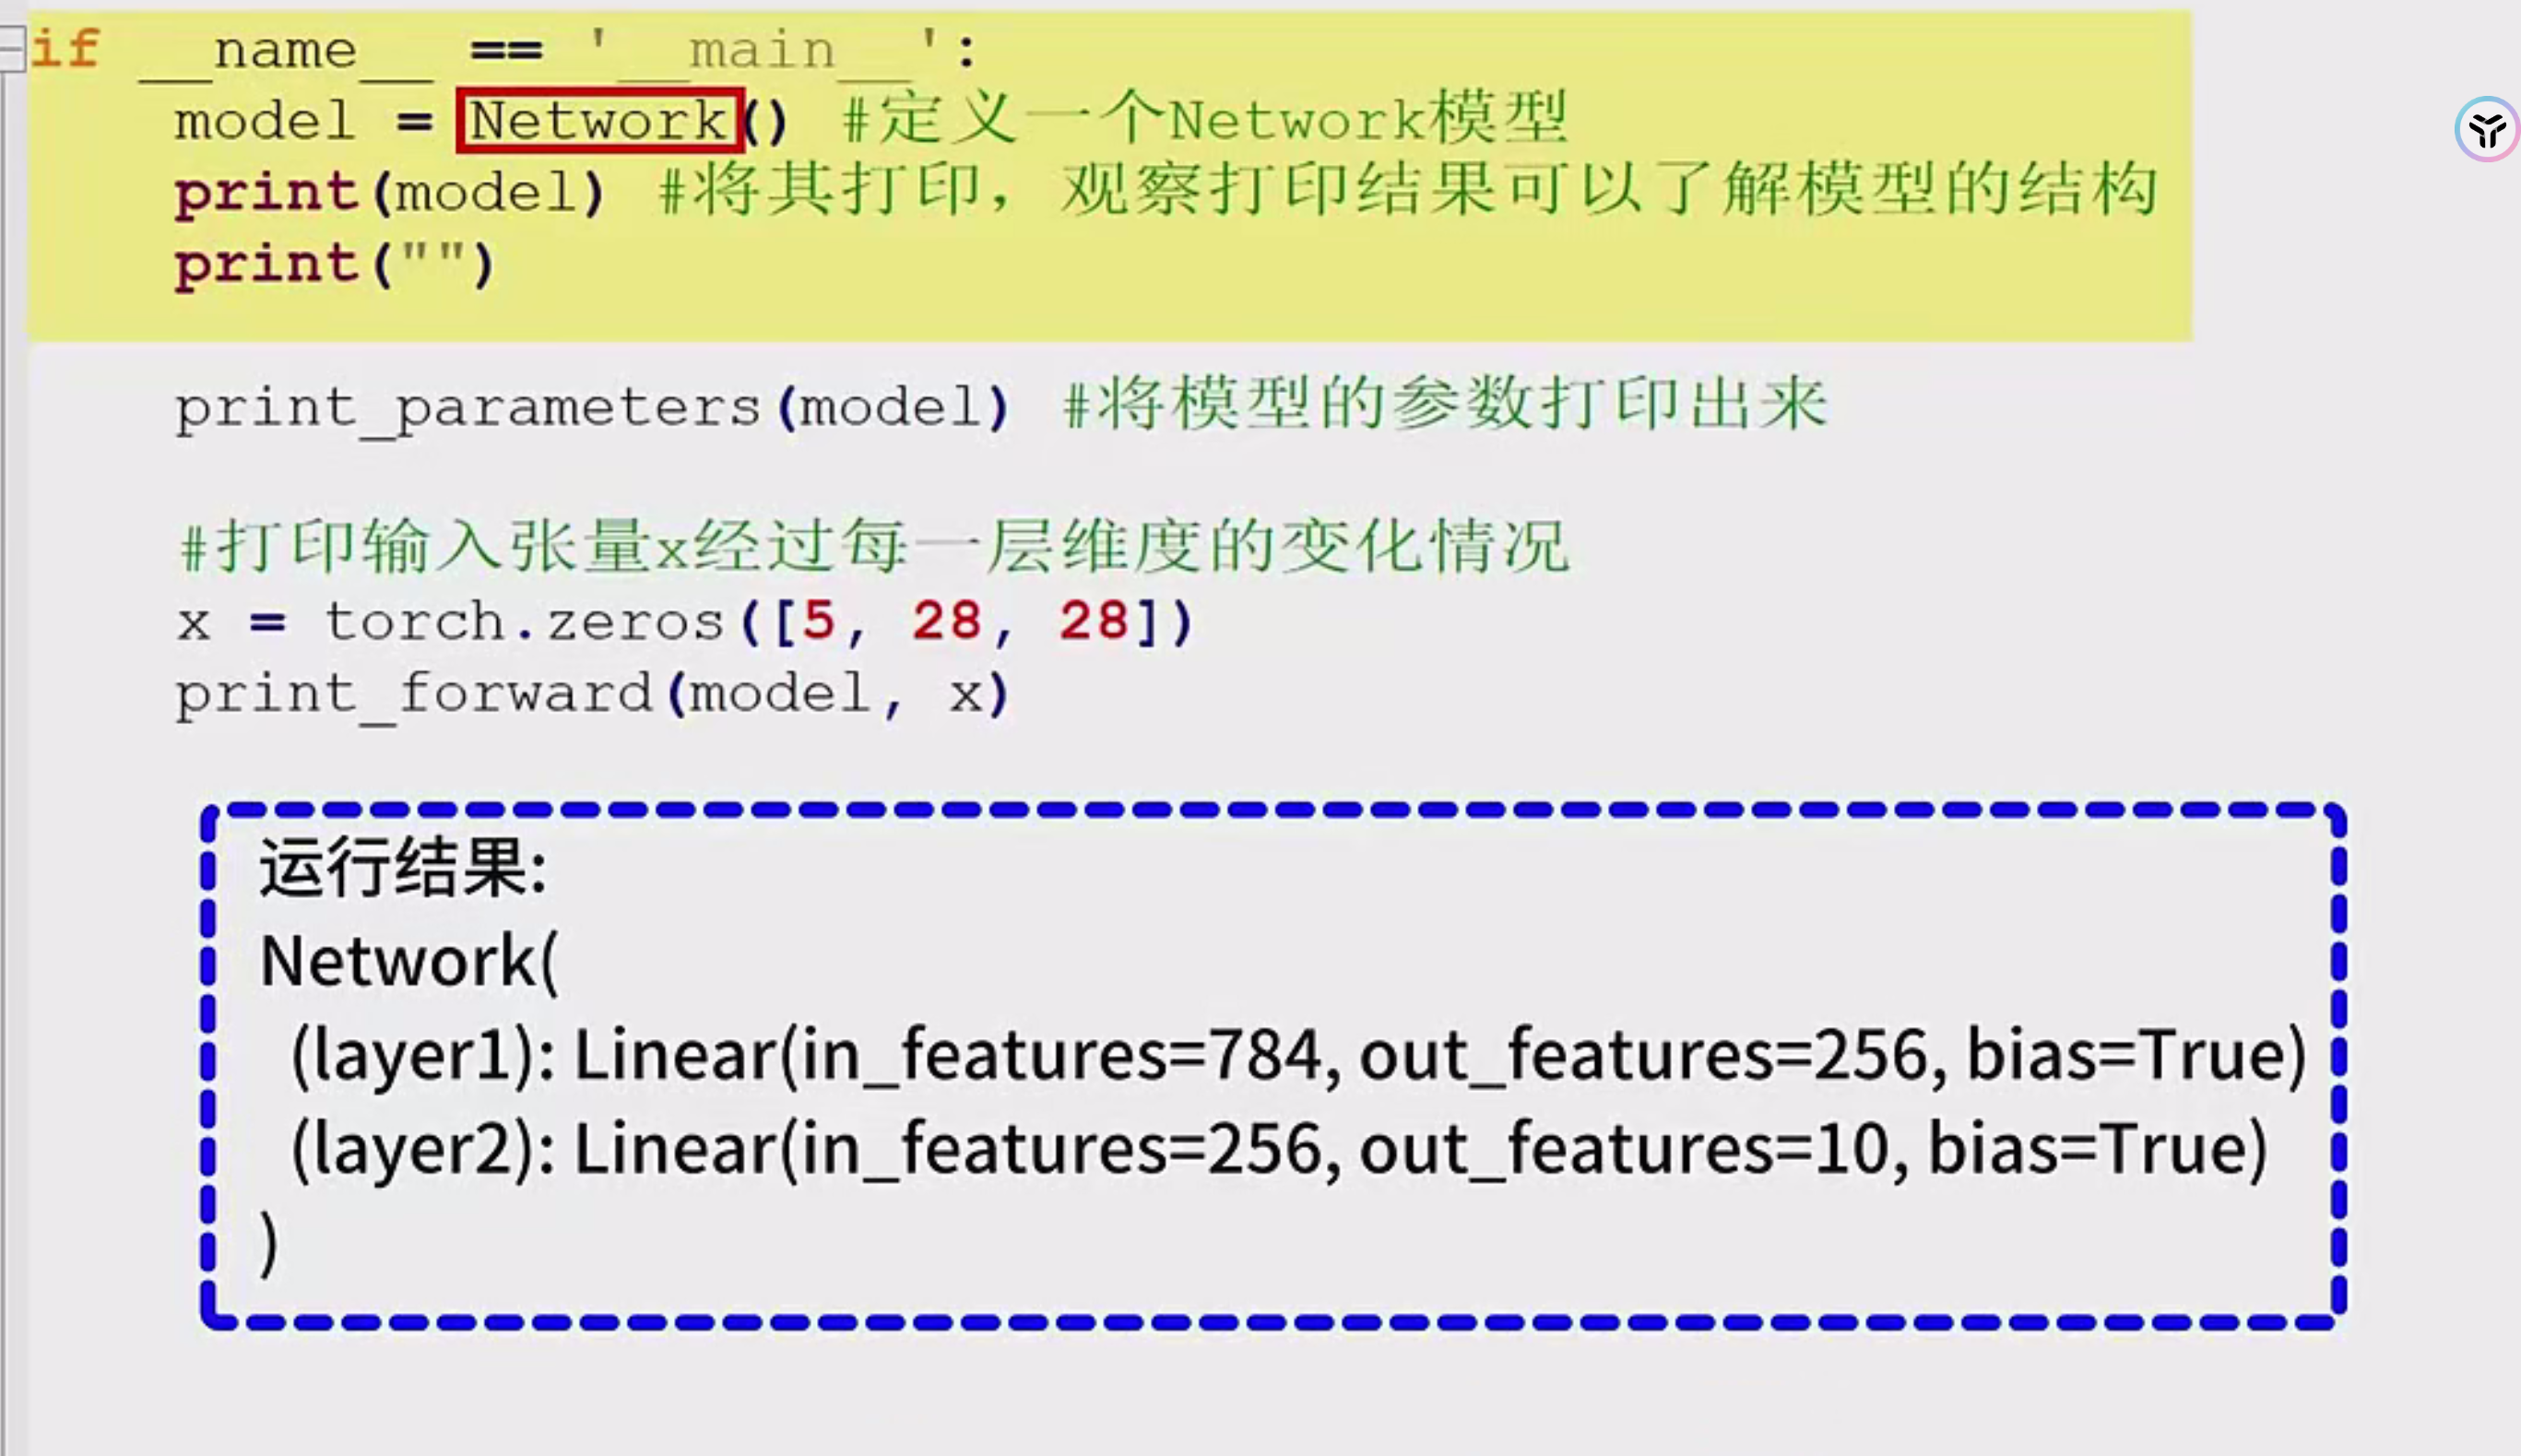 if __name__ == '__main__':
model = Network() #定义一个Network模型
print(model) #将其打印，观察打印结果可以了解模型的结构
print("")
print_parameters(model) #将模型的参数打印出来
#打印输入张量x经过每一层维度的变化情况
x = torch.zeros([5, 28, 28])
print_forward(model, x)
运行结果:
Network(
(layer1): Linear(in_features=784, out_features=256, bias=True)
(layer2): Linear(in_features=256, out_features=10, bias=True)
)